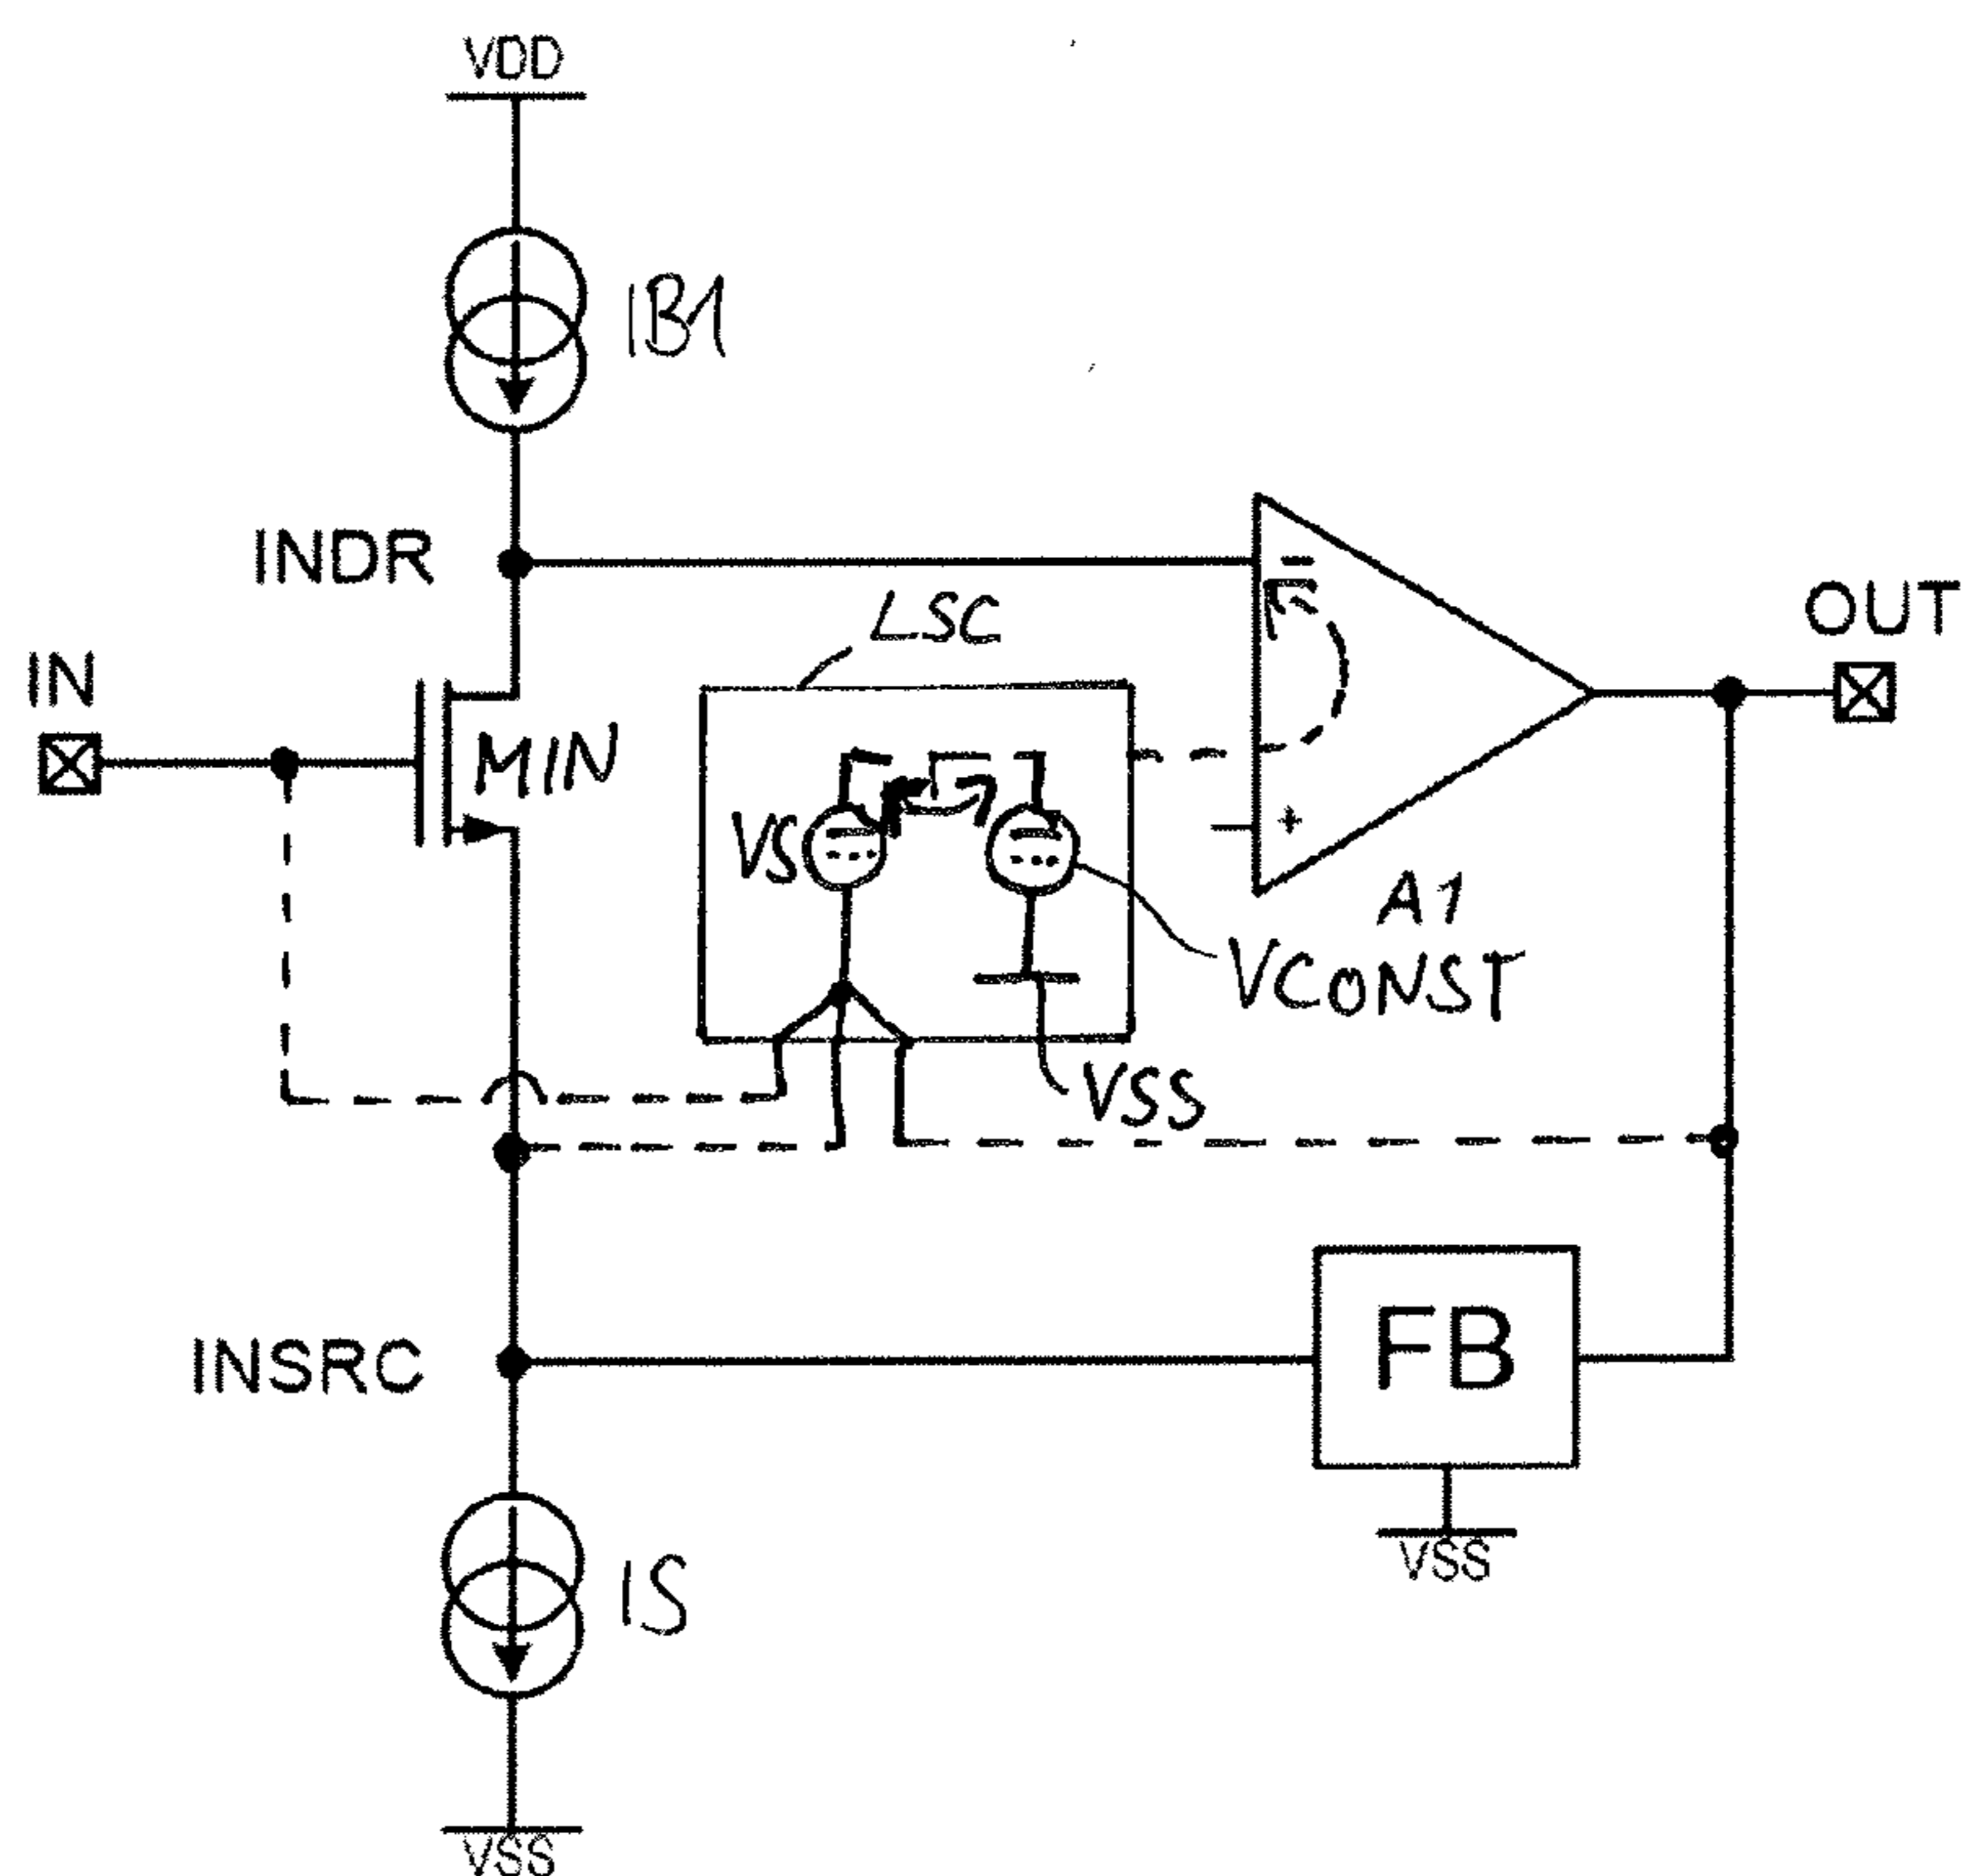 VDD
IB1
INDR
LSC
-
OUT
IN
MIN
VS
+
A1
VCONST
VSS
INSRC
FB
VSS
IS
VSS